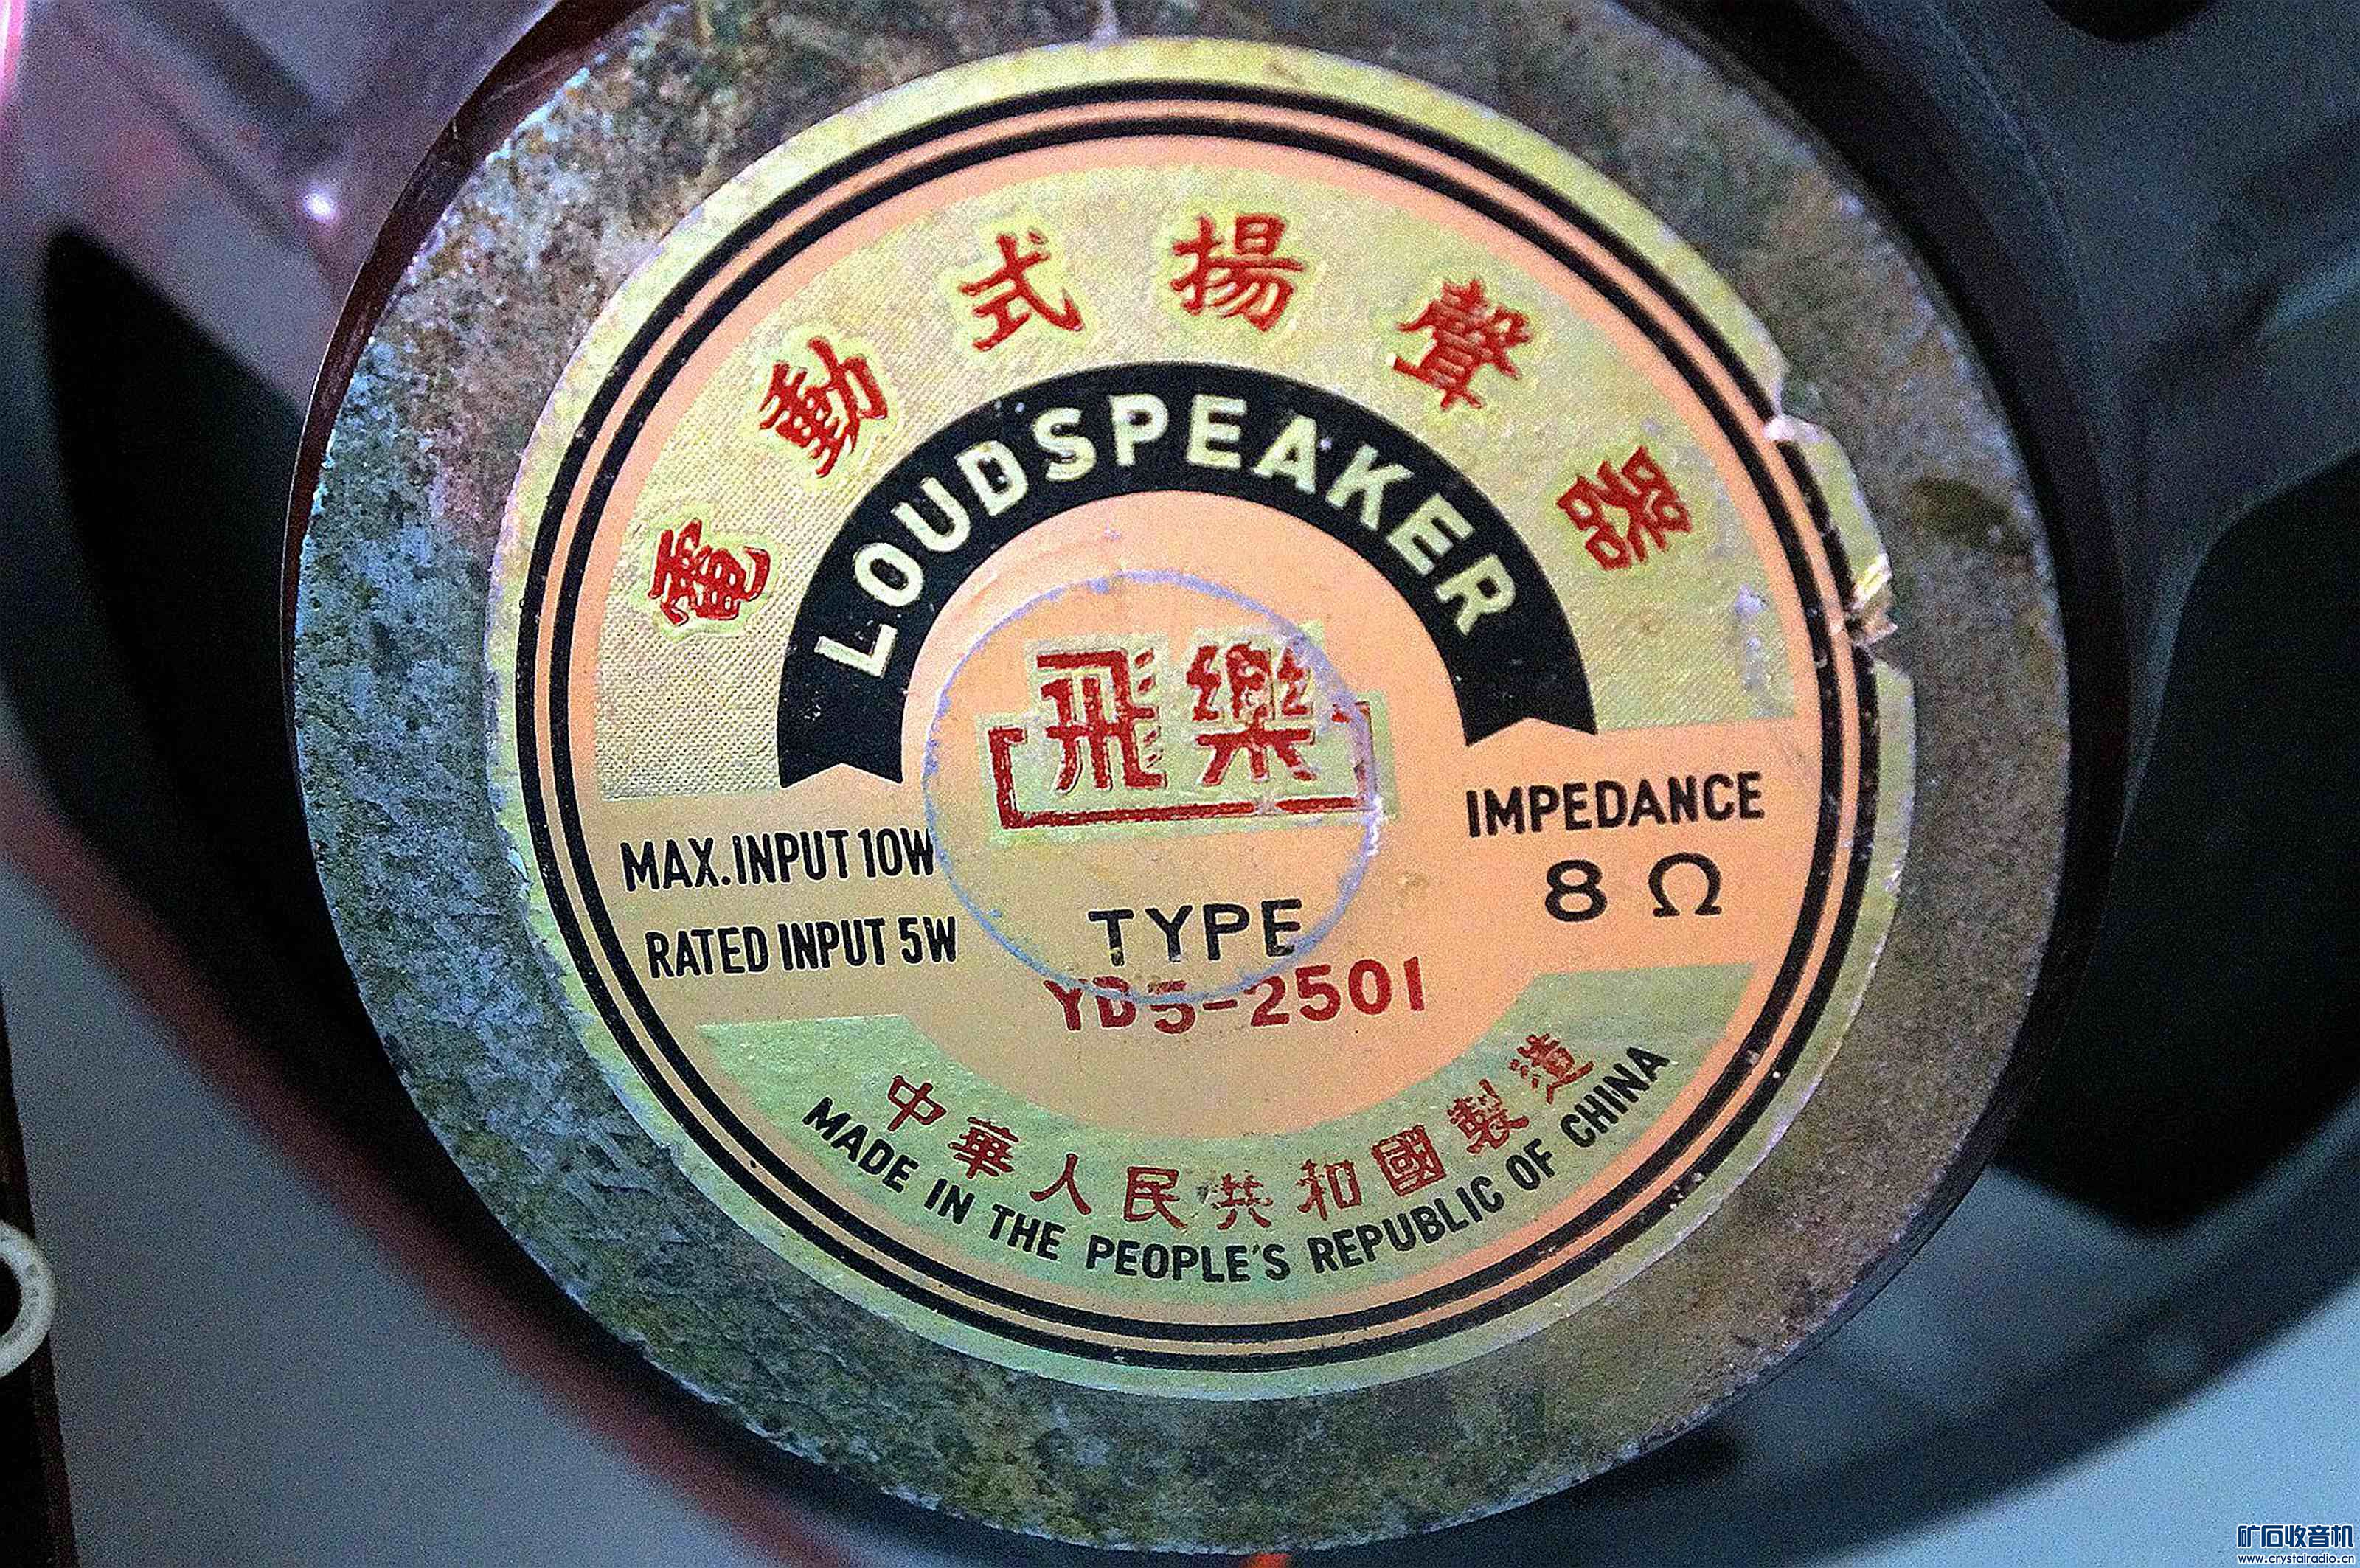 電動式揚聲器
LOUDSPEAKER
飛樂
MAX. INPUT 10W
RATED INPUT 5W
IMPEDANCE
8 Ω
TYPE
YD5-2501
中華人民共和國製造
MADE IN THE PEOPLE'S REPUBLIC OF CHINA
矿石收音机
www.crystalradio.cn